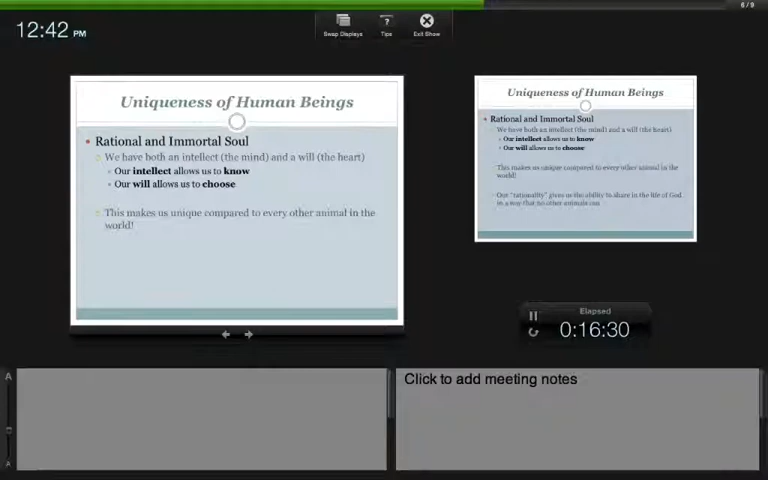 6/9
12:42 PM
Swap Displays
Tips
Exit Show
Uniqueness of Human Beings
Rational and Immortal Soul
We have both an intellect (the mind) and a will (the heart)
Our intellect allows us to know
Our will allows us to choose
This makes us unique compared to every other animal in the
world!
Uniqueness of Human Beings
Rational and Immortal Soul
We have both an intellect (the mind) and a will (the heart)
Our intellect allows us to know
Our will allows us to choose
This makes us unique compared to every other animal in the
world!
Our "rationality" gives us the ability to share in the life of God
in a way that no other animals can
Elapsed
0:16:30
A
A
Click to add meeting notes